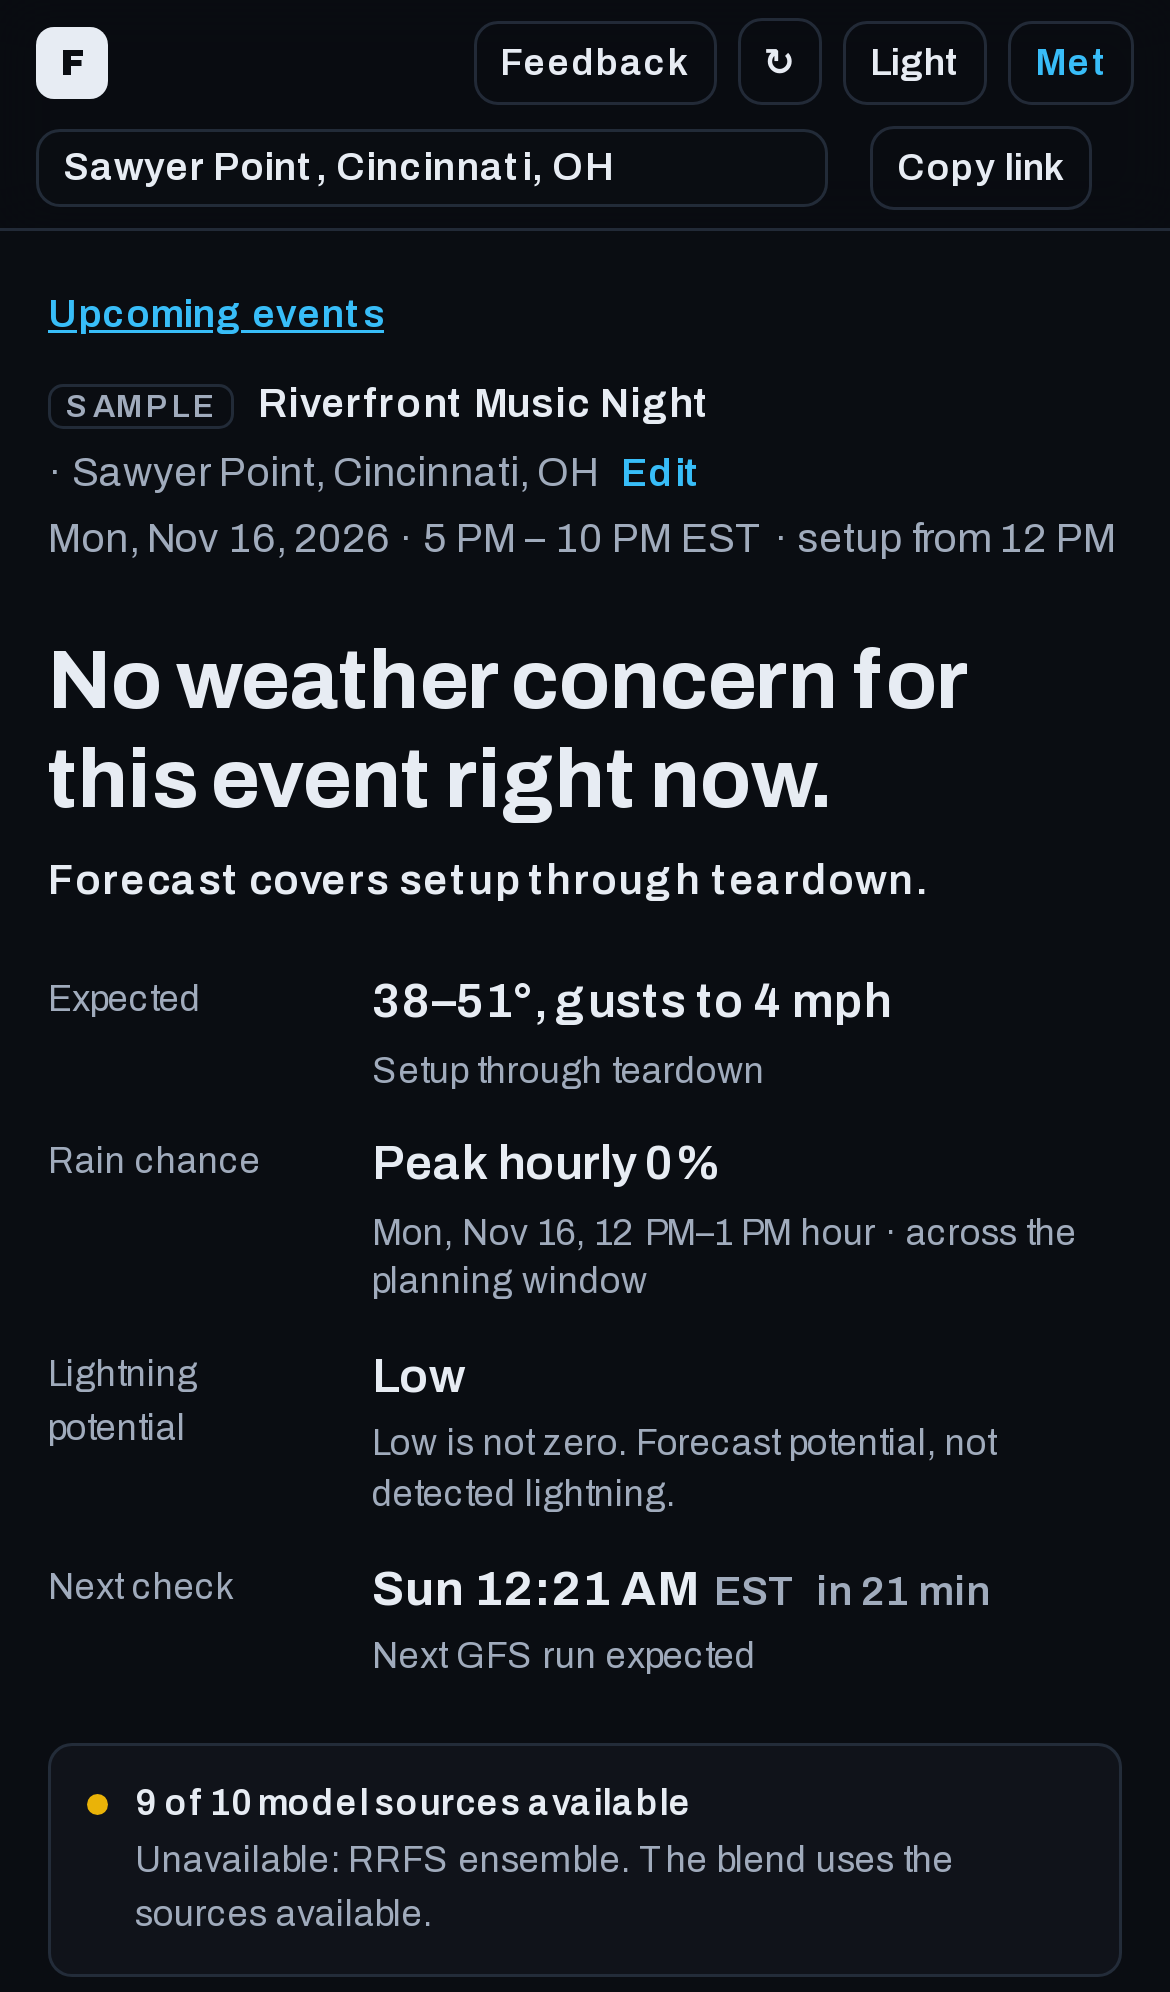 F
Feedback ↻ Light Met
Sawyer Point, Cincinnati, OH Copy link
Upcoming events
SAMPLE Riverfront Music Night
· Sawyer Point, Cincinnati, OH Edit
Mon, Nov 16, 2026 · 5 PM – 10 PM EST · setup from 12 PM
No weather concern for
this event right now.
Forecast covers setup through teardown.
Expected
38–51°, gusts to 4 mph
Setup through teardown
Rain chance
Peak hourly 0%
Mon, Nov 16, 12 PM–1 PM hour · across the
planning window
Lightning
potential
Low
Low is not zero. Forecast potential, not
detected lightning.
Next check
Sun 12:21 AM EST in 21 min
Next GFS run expected
9 of 10 model sources available
Unavailable: RRFS ensemble. The blend uses the
sources available.